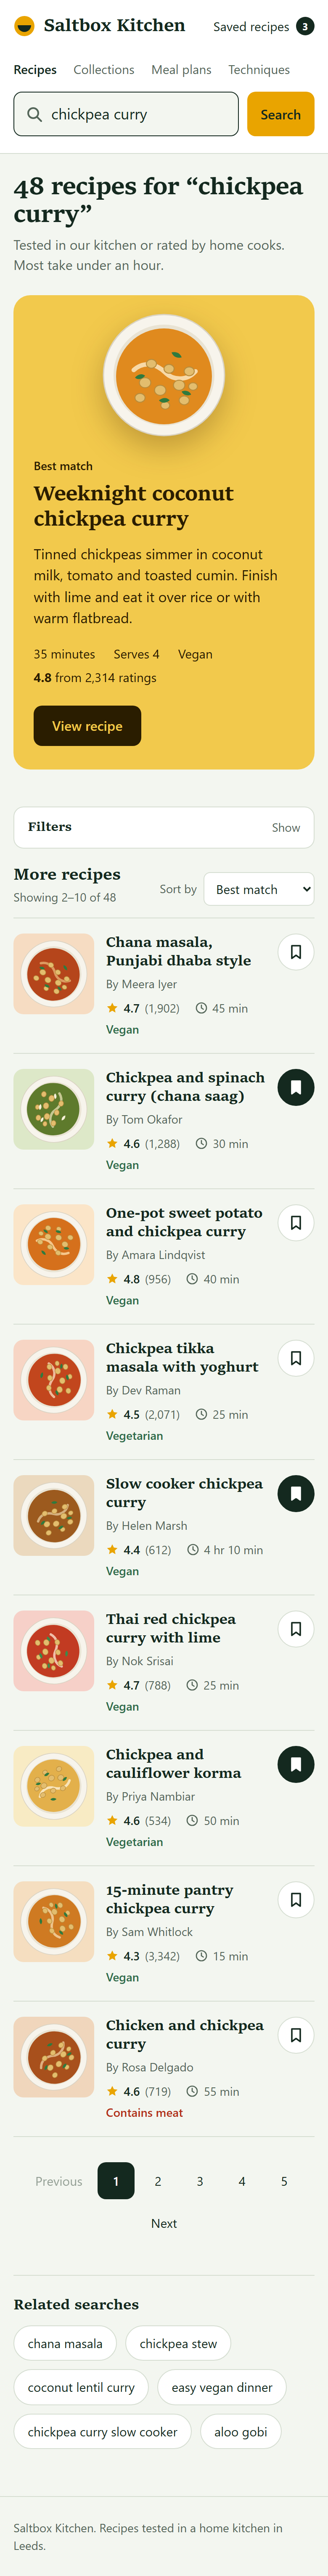 Saltbox Kitchen
Saved recipes 3
Recipes Collections Meal plans Techniques
chickpea curry
Search
48 recipes for “chickpea
curry”
Tested in our kitchen or rated by home cooks.
Most take under an hour.
Best match
Weeknight coconut
chickpea curry
Tinned chickpeas simmer in coconut
milk, tomato and toasted cumin. Finish
with lime and eat it over rice or with
warm flatbread.
35 minutes Serves 4 Vegan
4.8 from 2,314 ratings
View recipe
Filters Show
More recipes
Showing 2–10 of 48
Sort by Best match
Chana masala,
Punjabi dhaba style
By Meera Iyer
4.7 (1,902) 45 min
Vegan
Chickpea and spinach
curry (chana saag)
By Tom Okafor
4.6 (1,288) 30 min
Vegan
One-pot sweet potato
and chickpea curry
By Amara Lindqvist
4.8 (956) 40 min
Vegan
Chickpea tikka
masala with yoghurt
By Dev Raman
4.5 (2,071) 25 min
Vegetarian
Slow cooker chickpea
curry
By Helen Marsh
4.4 (612) 4 hr 10 min
Vegan
Thai red chickpea
curry with lime
By Nok Srisai
4.7 (788) 25 min
Vegan
Chickpea and
cauliflower korma
By Priya Nambiar
4.6 (534) 50 min
Vegetarian
15-minute pantry
chickpea curry
By Sam Whitlock
4.3 (3,342) 15 min
Vegan
Chicken and chickpea
curry
By Rosa Delgado
4.6 (719) 55 min
Contains meat
Previous 1 2 3 4 5
Next
Related searches
chana masala chickpea stew
coconut lentil curry easy vegan dinner
chickpea curry slow cooker aloo gobi
Saltbox Kitchen. Recipes tested in a home kitchen in
Leeds.